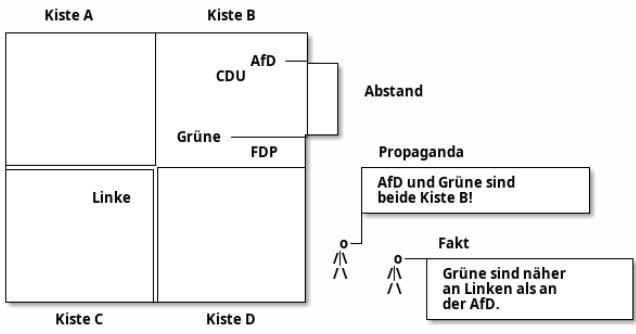 Kiste A
Kiste B
AfD
CDU
Abstand
Grüne
FDP
Propaganda
AfD und Grüne sind
beide Kiste B!
Linke
Fakt
Grüne sind näher
an Linken als an
der AfD.
Kiste C
Kiste D